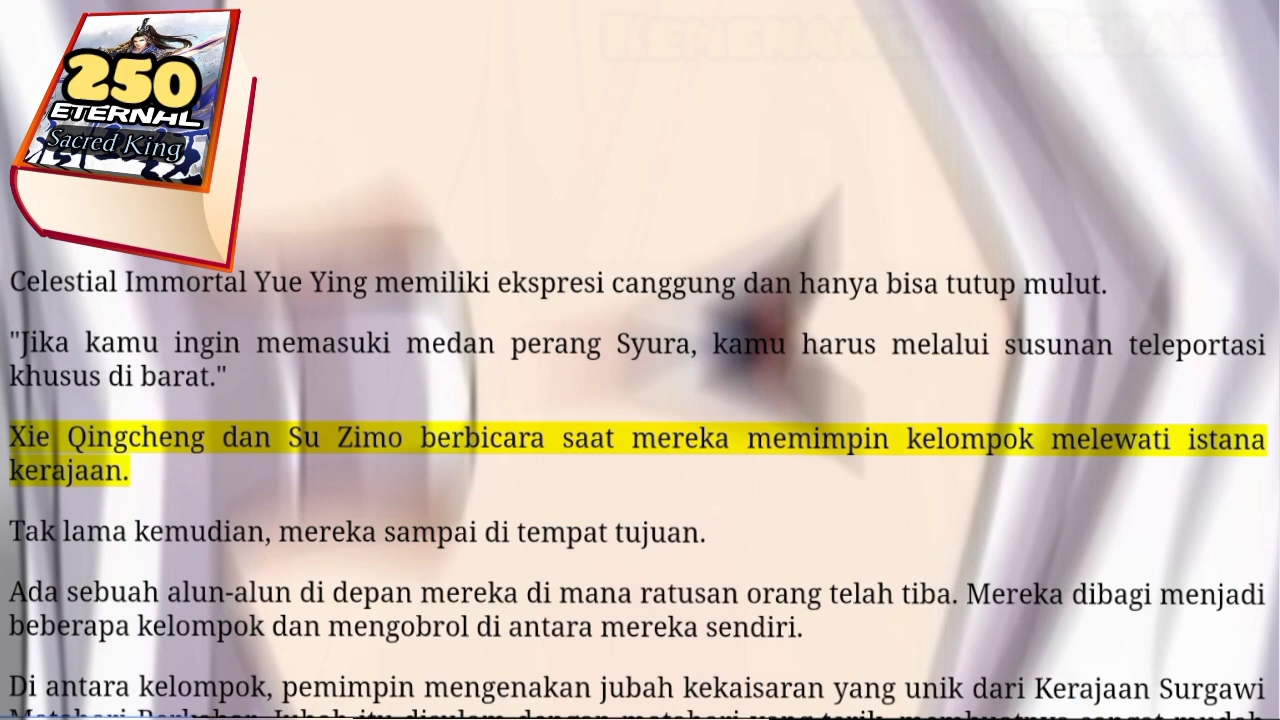 250
ETERNAL
Sacred King
Celestial Immortal Yue Ying memiliki ekspresi canggung dan hanya bisa tutup mulut.
"Jika kamu ingin memasuki medan perang Syura, kamu harus melalui susunan teleportasi
khusus di barat."
Xie Qingcheng dan Su Zimo berbicara saat mereka memimpin kelompok melewati istana
kerajaan.
Tak lama kemudian, mereka sampai di tempat tujuan.
Ada sebuah alun-alun di depan mereka di mana ratusan orang telah tiba. Mereka dibagi menjadi
beberapa kelompok dan mengobrol di antara mereka sendiri.
Di antara kelompok, pemimpin mengenakan jubah kekaisaran yang unik dari Kerajaan Surgawi